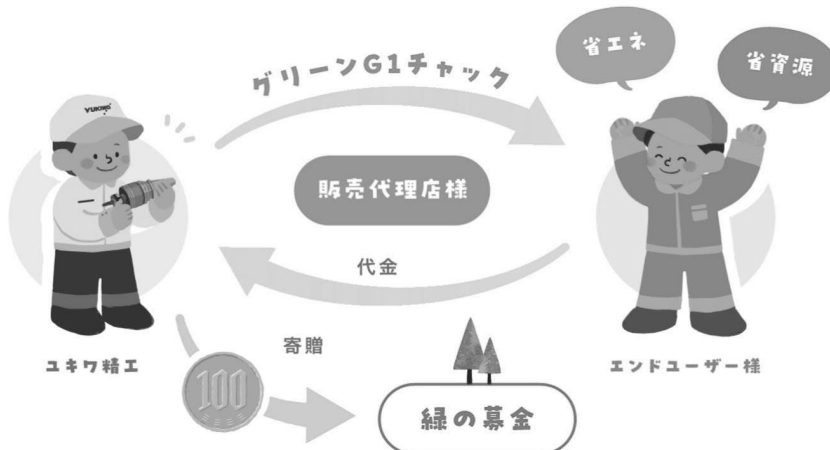 省エネ
省資源
グリーンG1チャック
YUKIWA
販売代理店様
代金
ユキワ精工
エンドユーザー様
寄贈
100
緑の募金